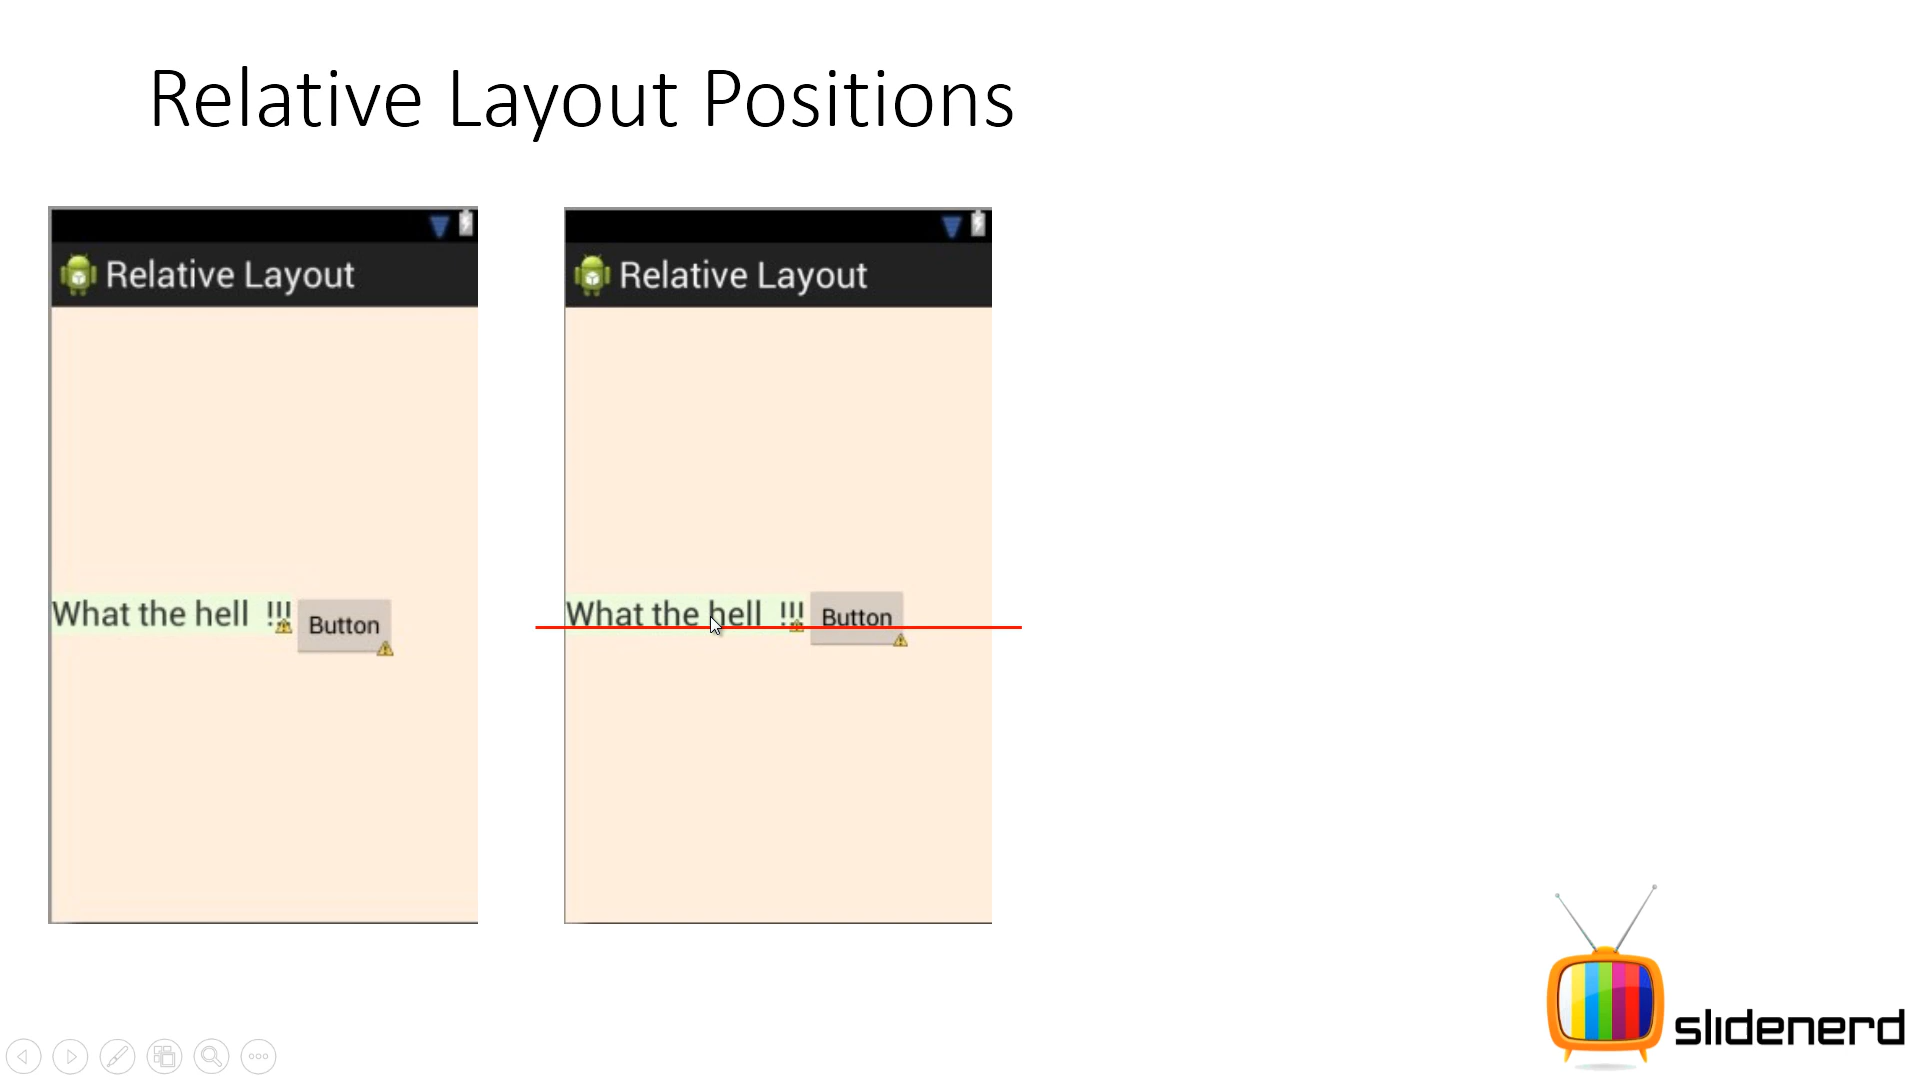 Relative Layout Positions
Relative Layout
What the hell !!!
Button
Relative Layout
What the hell !!!
Button
slidenerd